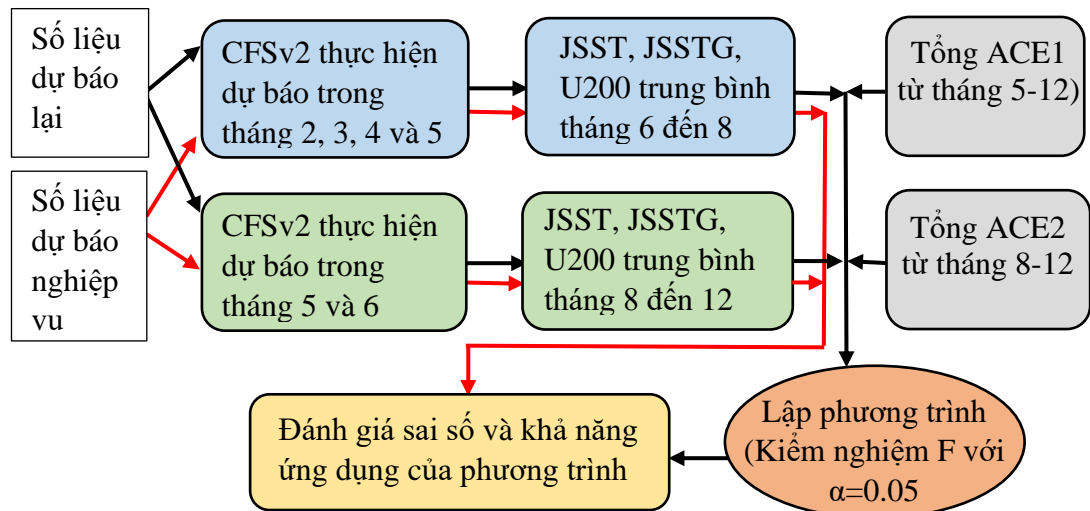 Số liệu
dự báo
lại
CFSv2 thực hiện
dự báo trong
tháng 2, 3, 4 và 5
JSST, JSSTG,
U200 trung bình
tháng 6 đến 8
Tổng ACE1
từ tháng 5-12)
Số liệu
dự báo
nghiệp
vu
CFSv2 thực hiện
dự báo trong
tháng 5 và 6
JSST, JSSTG,
U200 trung bình
tháng 8 đến 12
Tổng ACE2
từ tháng 8-12
Đánh giá sai số và khả năng
ứng dụng của phương trình
Lập phương trình
(Kiểm nghiệm F với
α=0.05